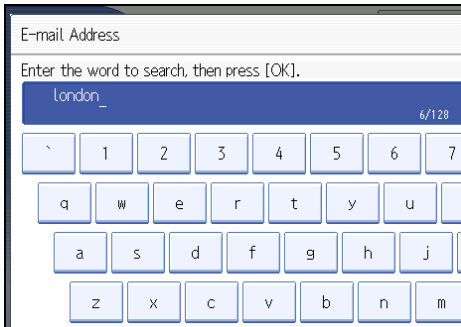 E-mail Address
Enter the word to search, then press [OK].
london_
6/128
` 1 2 3 4 5 6 7
q w e r t y u
a s d f g h j
z x c v b n m